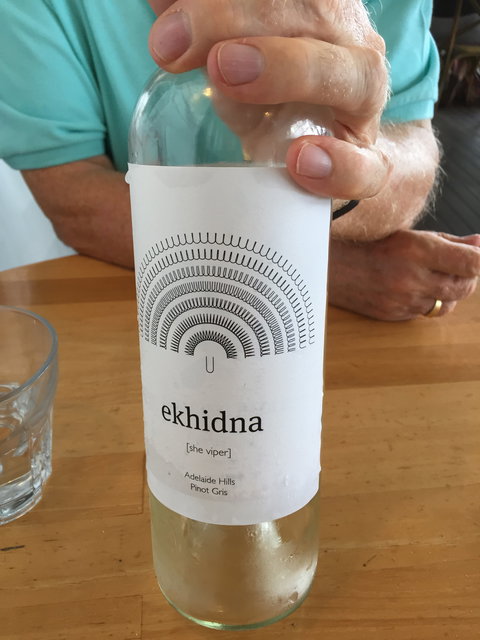 ekhidna
[she viper]
Adelaide Hills
Pinot Gris